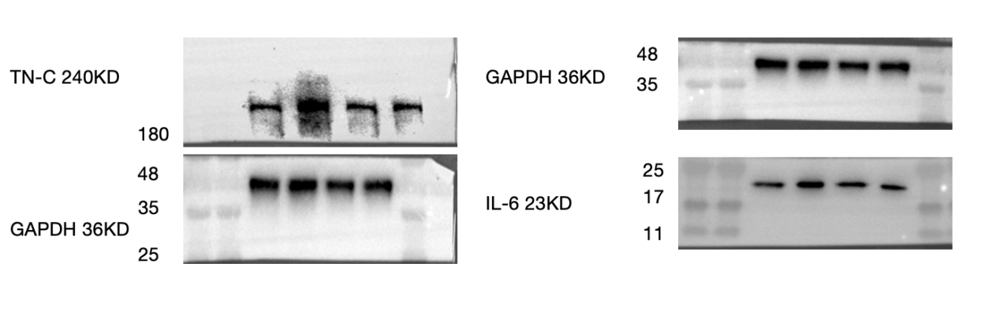 TN-C 240KD
180
48
35
GAPDH 36KD
25
48
GAPDH 36KD
35
25
IL-6 23KD
17
11